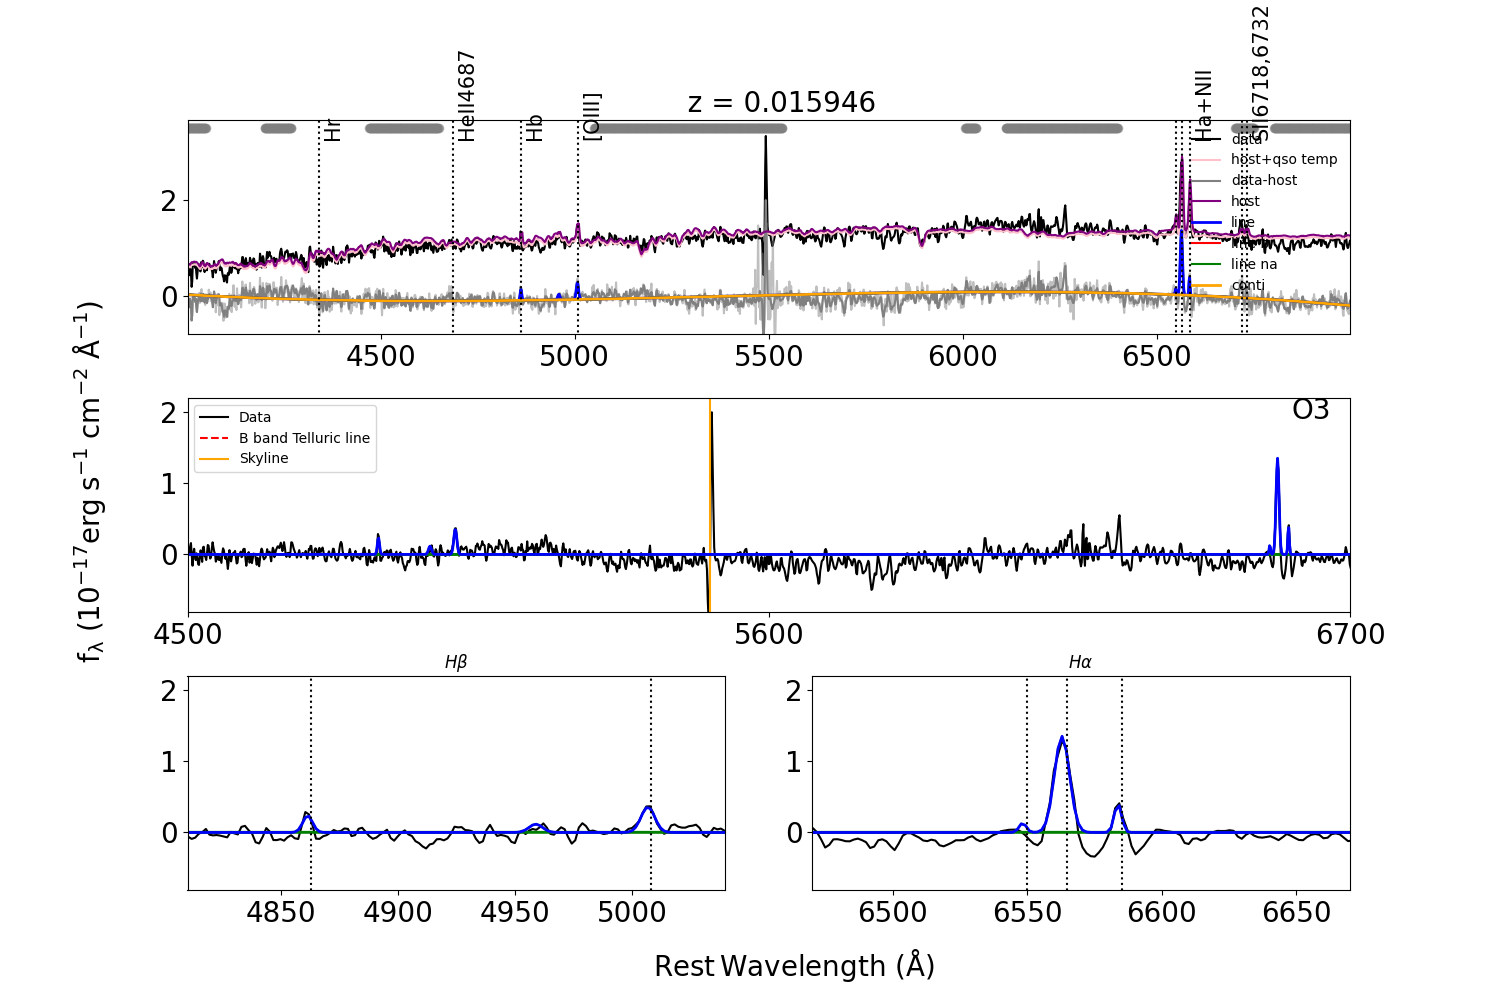 z = 0.015946
Hr
HeII4687
Hb
[OIII]
Ha+NII
SII6718,6732
data
host+qso temp
data-host
host
line
line na
conti
2
0
4500 5000 5500 6000 6500
fλ (10⁻¹⁷erg s⁻¹ cm⁻² Å⁻¹)
O3
Data
B band Telluric line
Skyline
2
1
0
4500 5600 6700
Hβ
2
1
0
4850 4900 4950 5000
Hα
2
1
0
6500 6550 6600 6650
Rest Wavelength (Å)